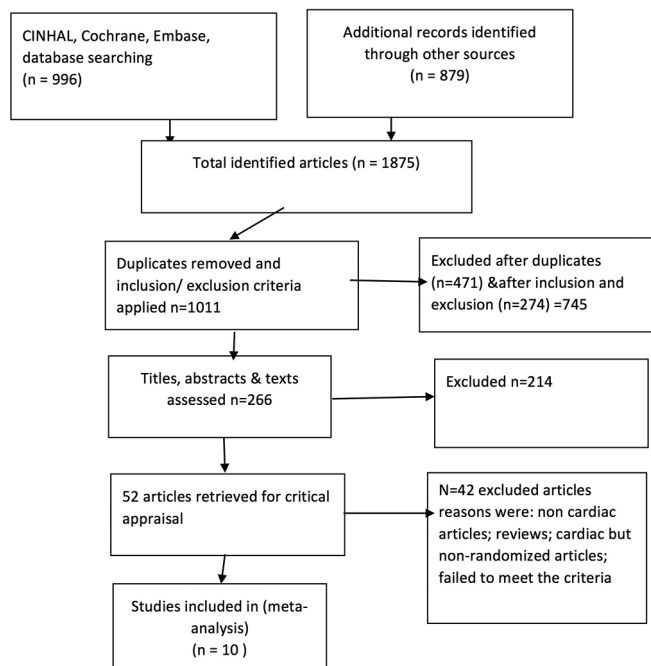 CINHAL, Cochrane, Embase,
database searching
(n = 996)
Additional records identified
through other sources
(n = 879)
Total identified articles (n = 1875)
Duplicates removed and
inclusion/ exclusion criteria
applied n=1011
Excluded after duplicates
(n=471) &after inclusion and
exclusion (n=274) =745
Titles, abstracts & texts
assessed n=266
Excluded n=214
52 articles retrieved for critical
appraisal
N=42 excluded articles
reasons were: non cardiac
articles; reviews; cardiac but
non-randomized articles;
failed to meet the criteria
Studies included in (meta-
analysis)
(n = 10 )